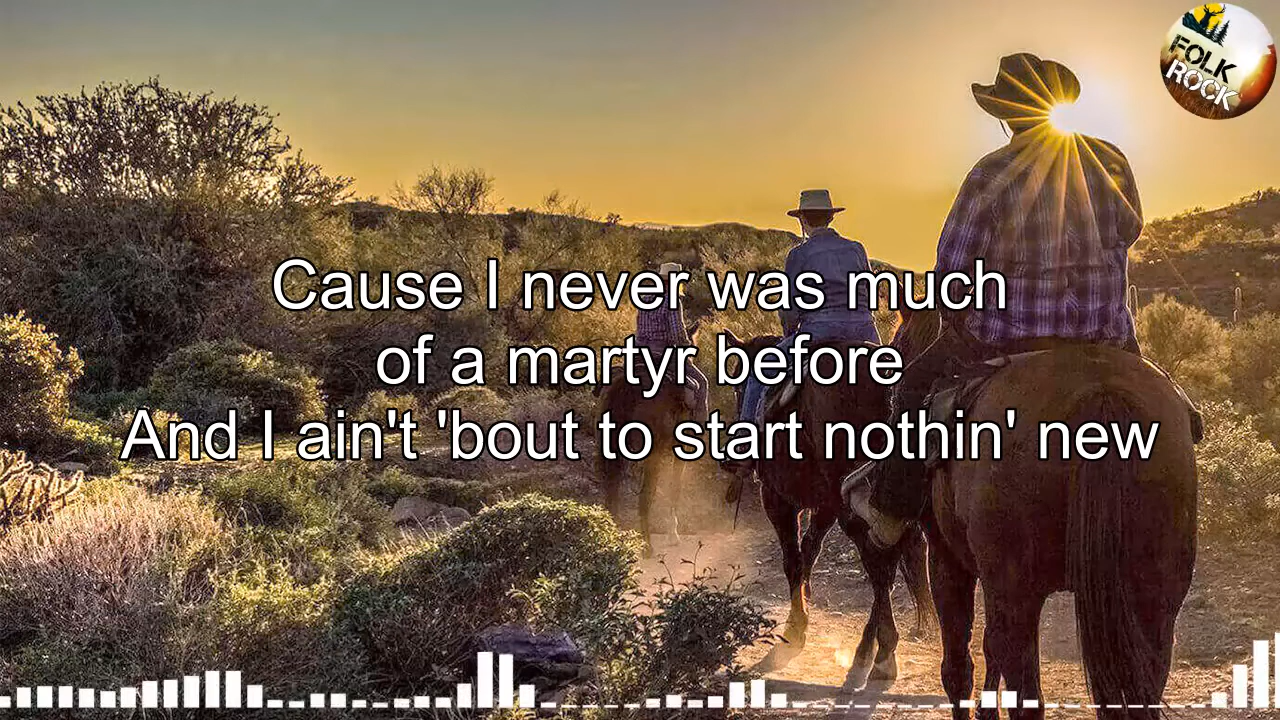 FOLK
ROCK
Cause I never was much
of a martyr before
And I ain't 'bout to start nothin' new